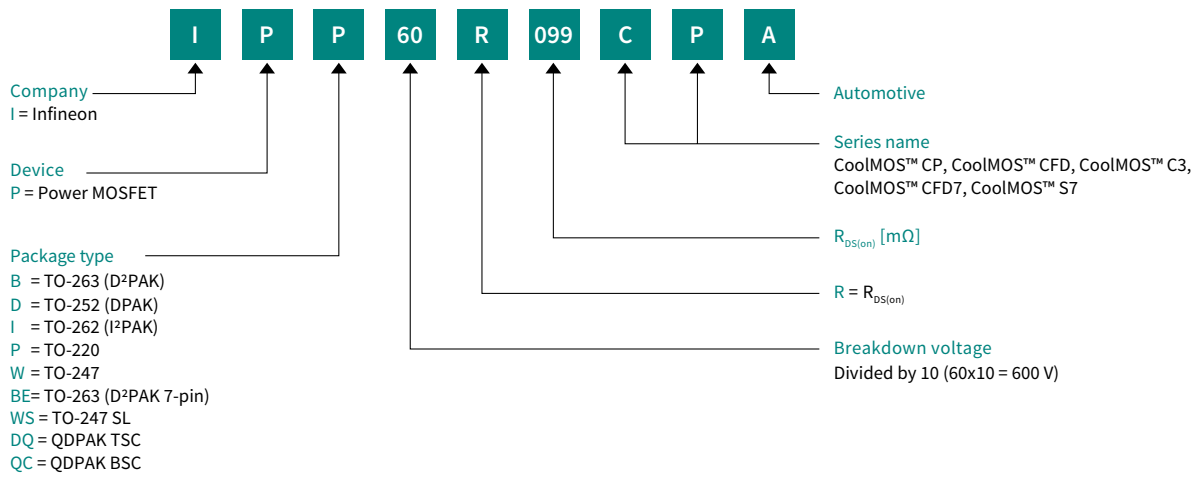 I P P 60 R 099 C P A
Company
I = Infineon
Device
P = Power MOSFET
Package type
B = TO-263 (D²PAK)
D = TO-252 (DPAK)
I = TO-262 (I²PAK)
P = TO-220
W = TO-247
BE= TO-263 (D²PAK 7-pin)
WS = TO-247 SL
DQ = QDPAK TSC
QC = QDPAK BSC
Automotive
Series name
CoolMOS™ CP, CoolMOS™ CFD, CoolMOS™ C3,
CoolMOS™ CFD7, CoolMOS™ S7
RDS(on) [mΩ]
R = RDS(on)
Breakdown voltage
Divided by 10 (60x10 = 600 V)